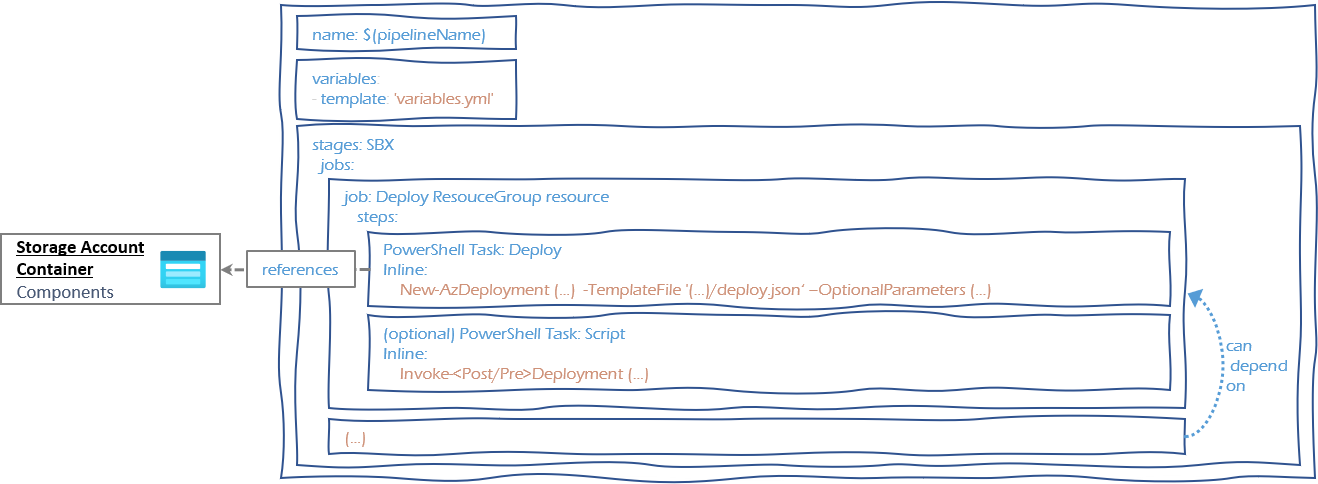 name: $(pipelineName)
variables:
- template: 'variables.yml'
stages: SBX
jobs:
job: Deploy ResouceGroup resource
steps:
Storage Account
Container
Components
references
PowerShell Task: Deploy
Inline:
New-AzDeployment (...) -TemplateFile '(...)/deploy.json' –OptionalParameters (...)
(optional) PowerShell Task: Script
Inline:
Invoke-<Post/Pre>Deployment (...)
can
depend
on
(...)